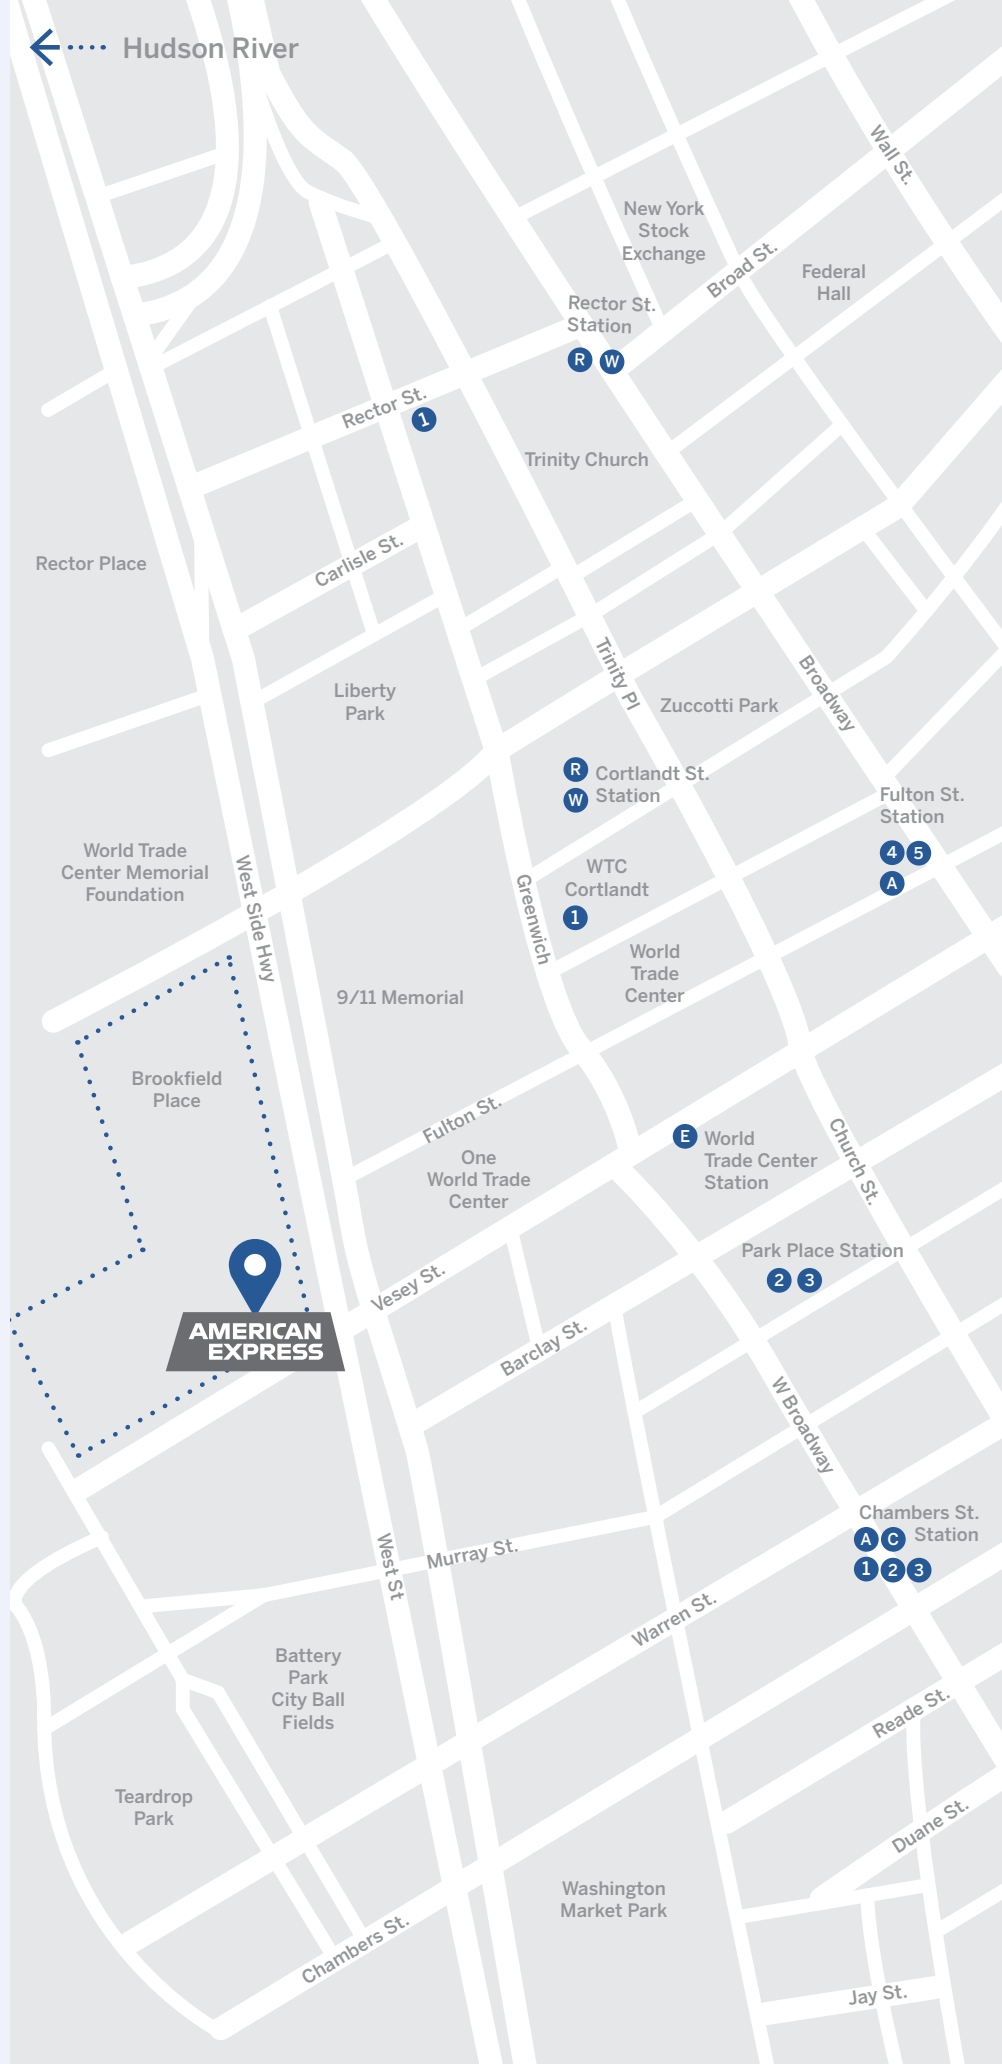 Hudson River
Wall St.
New York
Stock
Exchange
Broad St.
Federal
Hall
Rector St.
Station
R W
Rector St.
1
Trinity Church
Rector Place
Carlisle St.
Trinity Pl
Broadway
Liberty
Park
Zuccotti Park
R
W
Cortlandt St.
Station
Fulton St.
Station
4 5
A
World Trade
Center Memorial
Foundation
West Side Hwy
WTC
Cortlandt
1
Greenwich
World
Trade
Center
9/11 Memorial
Brookfield
Place
Fulton St.
E
World
Trade Center
Station
Church St.
One
World Trade
Center
Park Place Station
2 3
Vesey St.
AMERICAN
EXPRESS
Barclay St.
W Broadway
Chambers St.
Station
A C
1 2 3
West St
Murray St.
Warren St.
Battery
Park
City Ball
Fields
Reade St.
Teardrop
Park
Duane St.
Washington
Market Park
Chambers St.
Jay St.